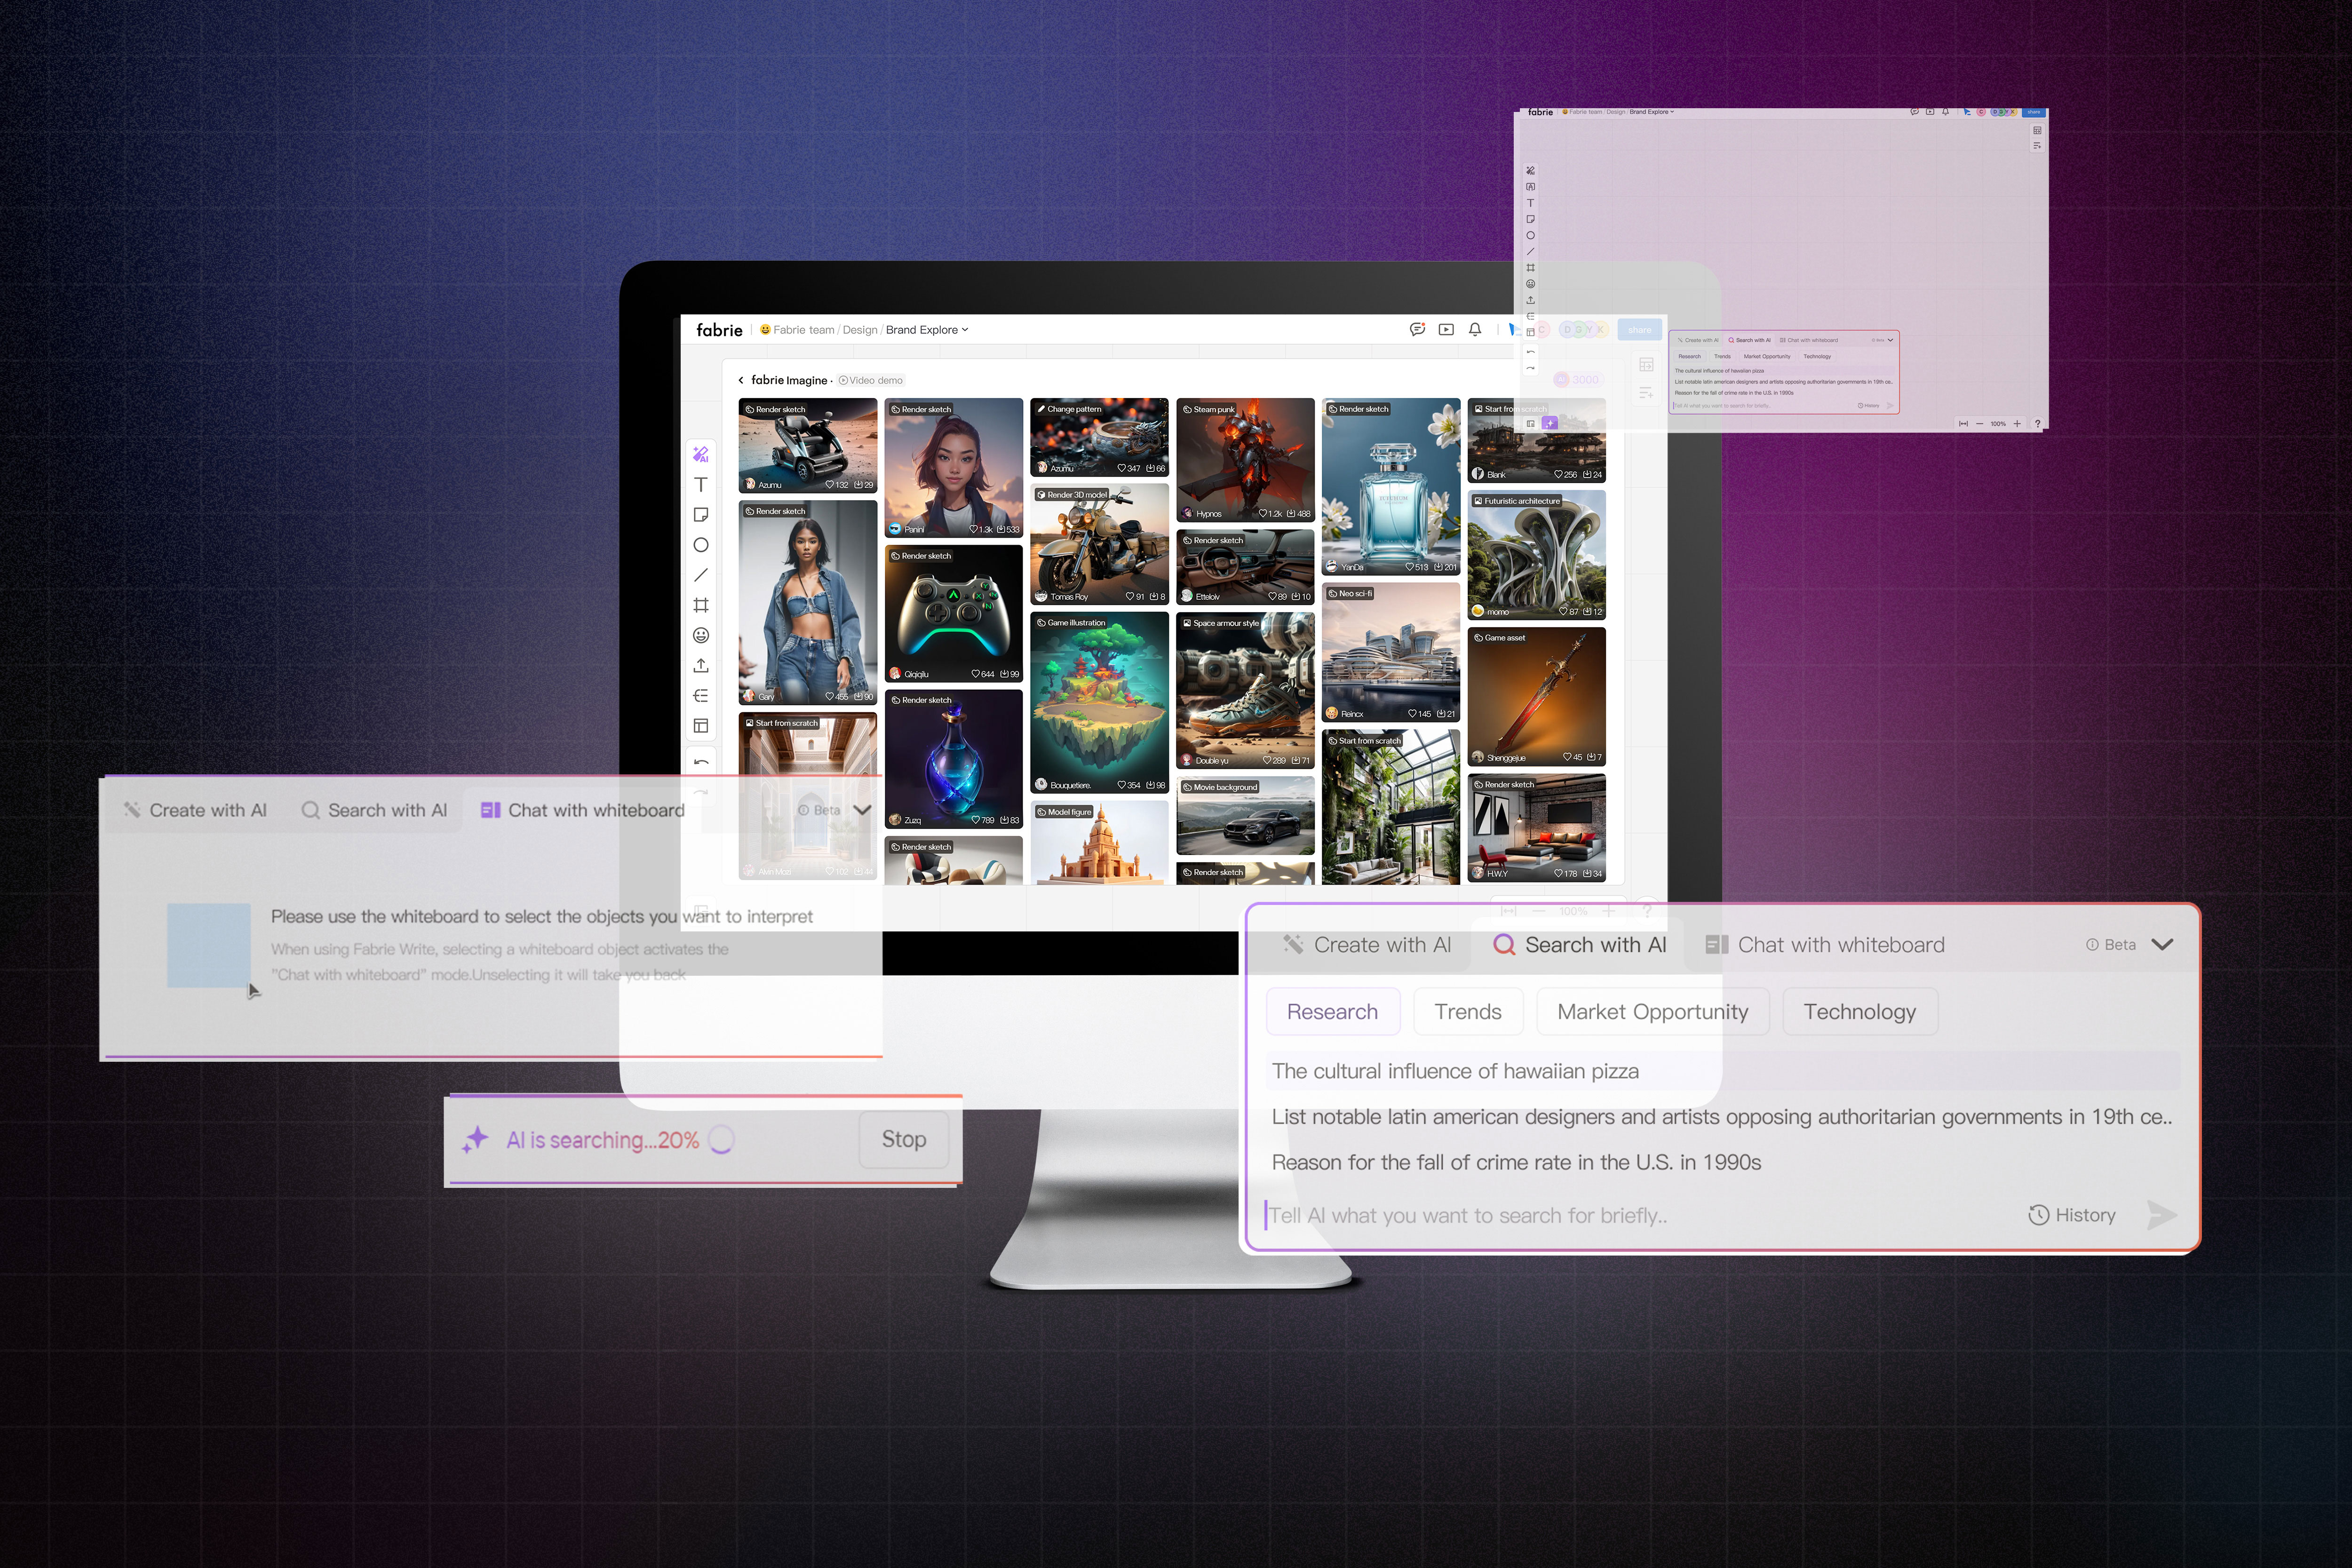 fabrie Fabrie team / Design / Brand Explore
C D G Y K Share
Create with AI Search with AI Chat with whiteboard Beta
Research Trends Market Opportunity Technology
The cultural influence of hawaiian pizza
List notable latin american designers and artists opposing authoritarian governments in 19th ce..
Reason for the fall of crime rate in the U.S. in 1990s
Tell AI what you want to search for briefly.. History
100% ?
fabrie Fabrie team / Design / Brand Explore
C D G Y K share
fabrie Imagine · Video demo
AI 3000
AI
T
Render sketch
Azumu 132 29
Render sketch
Gary 455 90
Start from scratch
Alvin Must 102 44
Render sketch
Panini 1.3k 533
Render sketch
Qiqiqilu 644 99
Render sketch
Zuzq 789 83
Render sketch
Change pattern
Azumu 347 66
Render 3D model
Tomas Roy 91 8
Game illustration
Bouquetiere. 354 98
Model figure
Steam punk
Hypnos 1.2k 488
Render sketch
Etteloiv 89 10
Space armour style
Double yu 289 71
Movie background
Render sketch
Render sketch
YanDa 513 201
Neo sci-fi
Reincx 145 21
Start from scratch
Start from scratch
Blank 256 24
Futuristic architecture
momo 87 12
Game asset
Shenggejue 45 7
Render sketch
H.W.Y 178 34
100% ?
Create with AI Search with AI Chat with whiteboard Beta
Please use the whiteboard to select the objects you want to interpret
When using Fabrie Write, selecting a whiteboard object activates the
"Chat with whiteboard" mode.Unselecting it will take you back
AI is searching...20% Stop
Create with AI Search with AI Chat with whiteboard Beta
Research Trends Market Opportunity Technology
The cultural influence of hawaiian pizza
List notable latin american designers and artists opposing authoritarian governments in 19th ce..
Reason for the fall of crime rate in the U.S. in 1990s
Tell AI what you want to search for briefly.. History